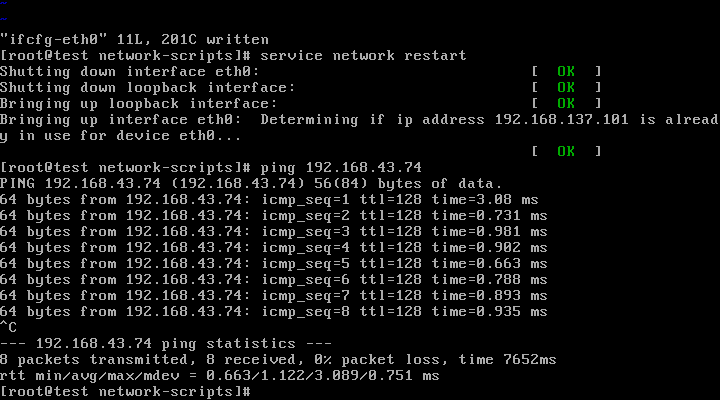 ~
~
"ifcfg-eth0" 11L, 201C written
[root@test network-scripts]# service network restart
Shutting down interface eth0: [ OK ]
Shutting down loopback interface: [ OK ]
Bringing up loopback interface: [ OK ]
Bringing up interface eth0: Determining if ip address 192.168.137.101 is alread
y in use for device eth0...
[ OK ]
[root@test network-scripts]# ping 192.168.43.74
PING 192.168.43.74 (192.168.43.74) 56(84) bytes of data.
64 bytes from 192.168.43.74: icmp_seq=1 ttl=128 time=3.08 ms
64 bytes from 192.168.43.74: icmp_seq=2 ttl=128 time=0.731 ms
64 bytes from 192.168.43.74: icmp_seq=3 ttl=128 time=0.981 ms
64 bytes from 192.168.43.74: icmp_seq=4 ttl=128 time=0.902 ms
64 bytes from 192.168.43.74: icmp_seq=5 ttl=128 time=0.663 ms
64 bytes from 192.168.43.74: icmp_seq=6 ttl=128 time=0.788 ms
64 bytes from 192.168.43.74: icmp_seq=7 ttl=128 time=0.893 ms
64 bytes from 192.168.43.74: icmp_seq=8 ttl=128 time=0.935 ms
^C
--- 192.168.43.74 ping statistics ---
8 packets transmitted, 8 received, 0% packet loss, time 7652ms
rtt min/avg/max/mdev = 0.663/1.122/3.089/0.751 ms
[root@test network-scripts]#